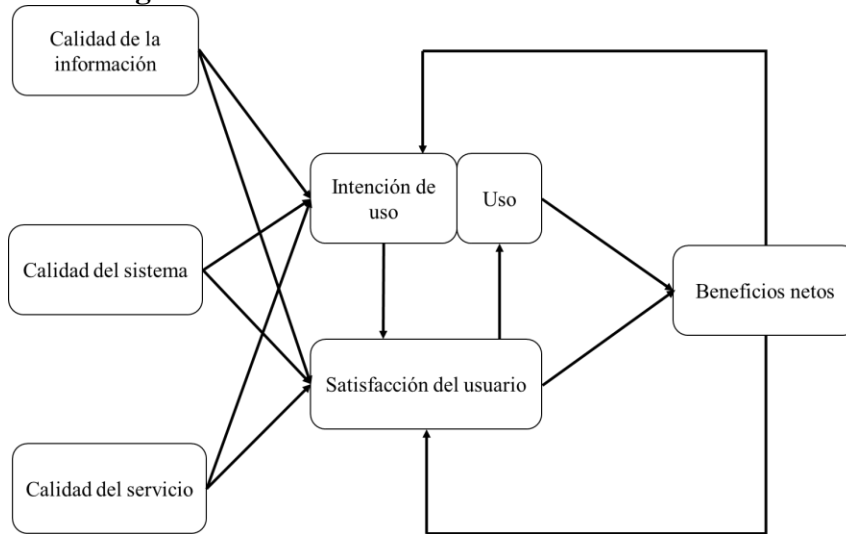 Calidad de la
información
Intención de
uso
Uso
Calidad del sistema
Beneficios netos
Satisfacción del usuario
Calidad del servicio